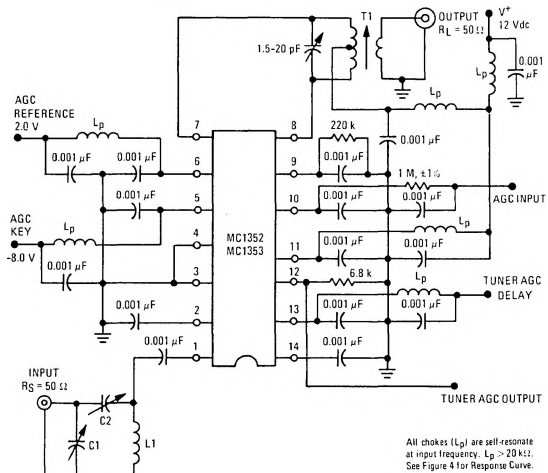 T1
OUTPUT
RL = 50 Ω
V+
12 Vdc
1.5-20 pF
0.001
µF
Lp
AGC
REFERENCE
2.0 V
Lp
7
8
Lp
220 k
0.001 µF
0.001 µF
0.001 µF
6
9
0.001 µF
1 M, ±1%
0.001 µF
5
10
0.001 µF
0.001 µF
AGC INPUT
AGC
KEY
-8.0 V
Lp
4
MC1352
MC1353
11
0.001 µF
Lp
0.001 µF
0.001 µF
3
12
6.8 k
Lp
TUNER AGC
DELAY
0.001 µF
2
13
0.001 µF
0.001 µF
0.001 µF
1
14
0.001 µF
INPUT
RS = 50 Ω
C2
TUNER AGC OUTPUT
C1
L1
All chokes (Lp) are self-resonate
at input frequency. Lp > 20 kΩ.
See Figure 4 for Response Curve.